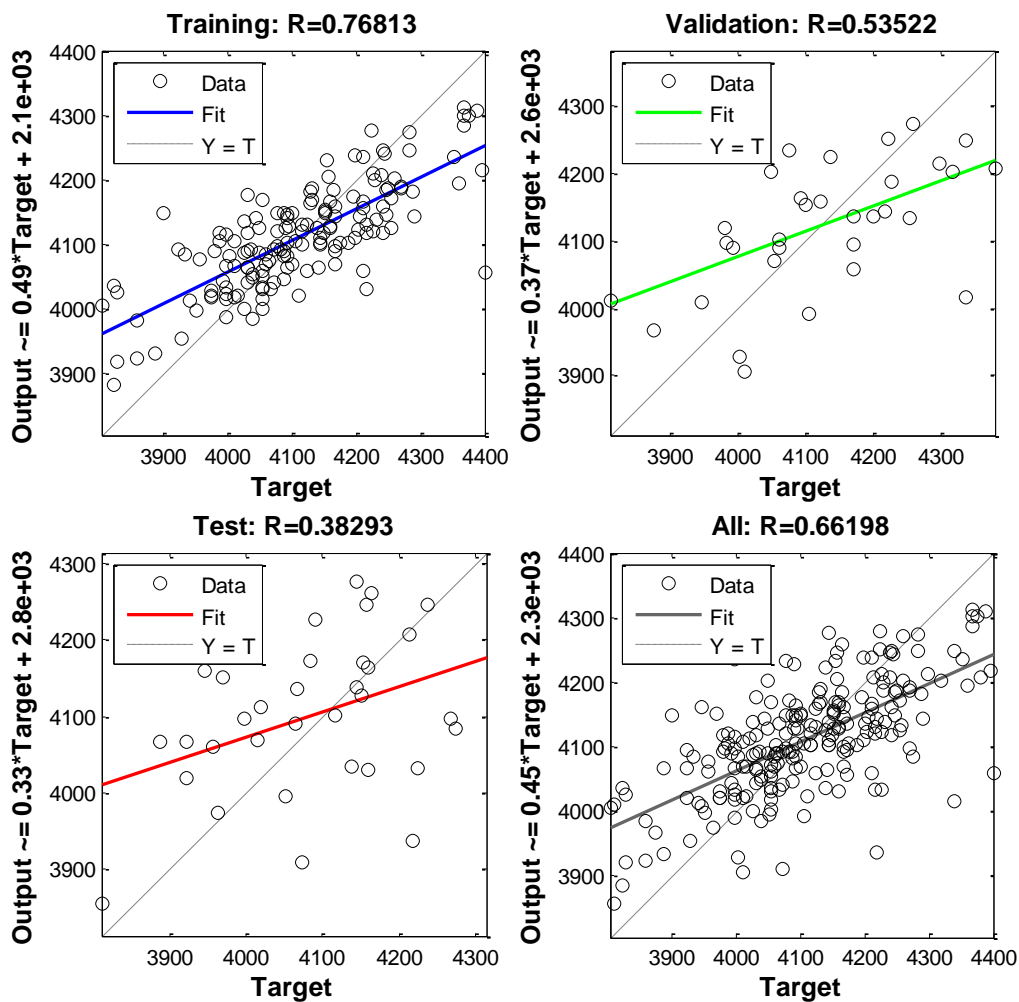 Training: R=0.76813
Output ~= 0.49*Target + 2.1e+03
4400
4300
4200
4100
4000
3900
Data
Fit
Y = T
3900 4000 4100 4200 4300 4400
Target
Validation: R=0.53522
Output ~= 0.37*Target + 2.6e+03
4300
4200
4100
4000
3900
Data
Fit
Y = T
3900 4000 4100 4200 4300
Target
Test: R=0.38293
Output ~= 0.33*Target + 2.8e+03
4300
4200
4100
4000
3900
Data
Fit
Y = T
3900 4000 4100 4200 4300
Target
All: R=0.66198
Output ~= 0.45*Target + 2.3e+03
4400
4300
4200
4100
4000
3900
Data
Fit
Y = T
3900 4000 4100 4200 4300 4400
Target